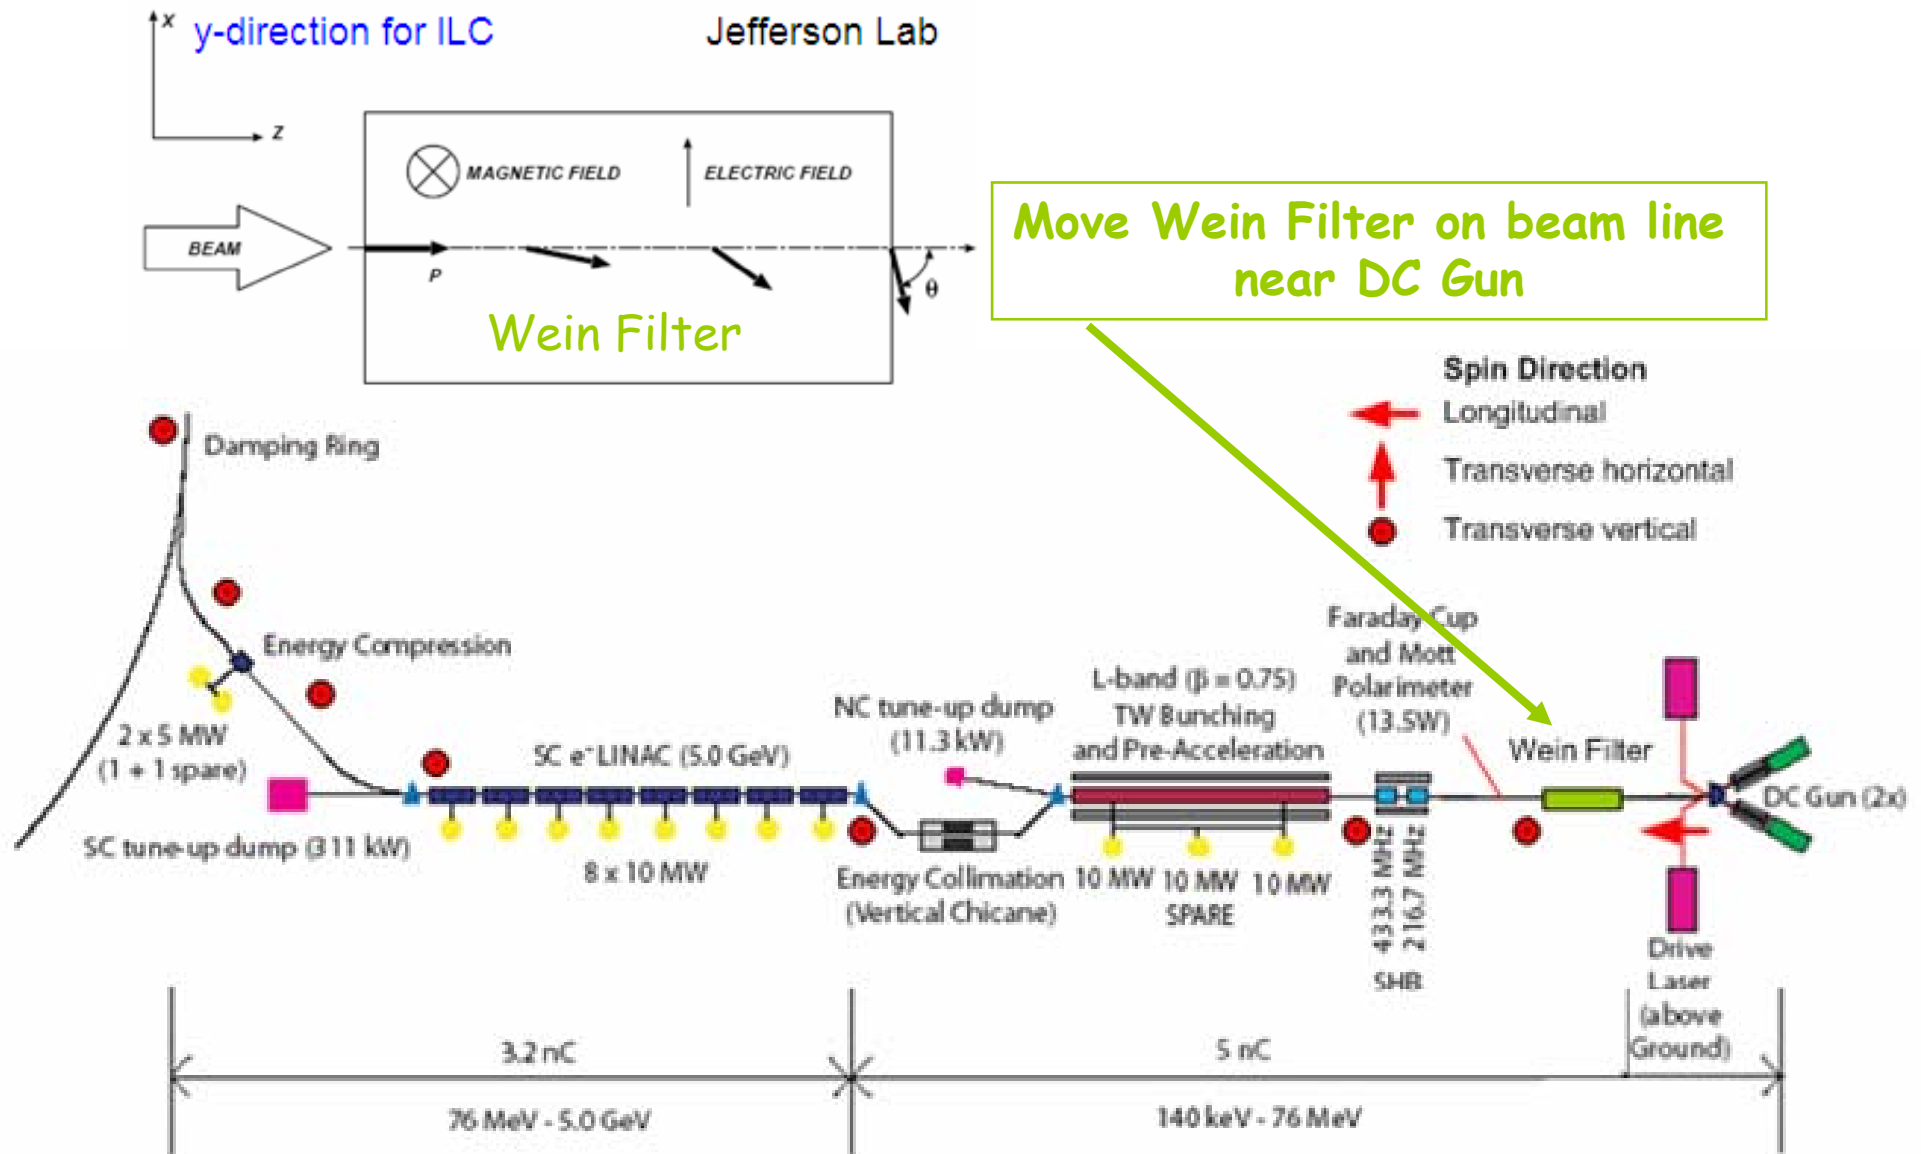 x
y-direction for ILC
Jefferson Lab
z
MAGNETIC FIELD
ELECTRIC FIELD
BEAM
P
θ
Wein Filter
Move Wein Filter on beam line
near DC Gun
Spin Direction
Longitudinal
Transverse horizontal
Transverse vertical
Damping Ring
Energy Compression
2 x 5 MW
(1 + 1 spare)
SC tune-up dump (311 kW)
SC e⁻ LINAC (5.0 GeV)
8 x 10 MW
NC tune-up dump
(11.3 kW)
Energy Collimation
(Vertical Chicane)
L-band (β = 0.75)
TW Bunching
and Pre-Acceleration
10 MW
10 MW
10 MW
SPARE
Faraday Cup
and Mott
Polarimeter
(13.5W)
433.3 MHz
216.7 MHz
SHB
Wein Filter
DC Gun (2x)
Drive
Laser
(above
Ground)
3.2 nC
5 nC
76 MeV - 5.0 GeV
140 keV - 76 MeV